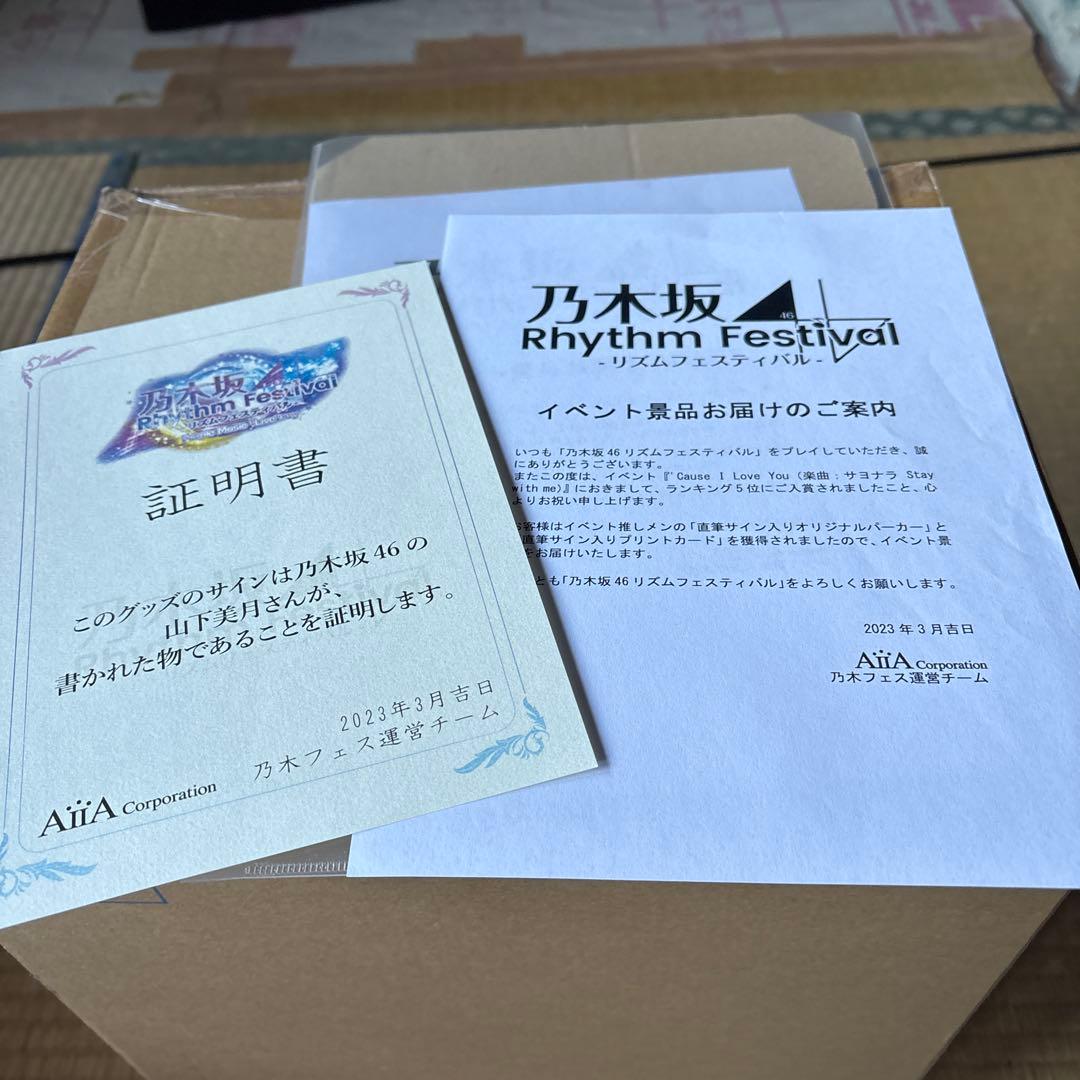 乃木坂46
Rhythm Festival
リズムフェスティバル
証明書
このグッズのサインは乃木坂46の
山下美月さんが、
書かれた物であることを証明します。
2023年3月吉日
乃木フェス運営チーム
AiiA Corporation
乃木坂46
Rhythm Festival
- リズムフェスティバル -
イベント景品お届けのご案内
いつも「乃木坂46リズムフェスティバル」をプレイしていただき、誠
にありがとうございます。
またこの度は、イベント『'Cause I Love You (楽曲：サヨナラ Stay
with me)』におきまして、ランキング5位にご入賞されましたこと、心
よりお祝い申し上げます。
お客様はイベント推しメンの「直筆サイン入りオリジナルパーカー」と
直筆サイン入りプリントカード」を獲得されましたので、イベント景
をお届けいたします。
とも「乃木坂46リズムフェスティバル」をよろしくお願いします。
2023年3月吉日
AiiA Corporation
乃木フェス運営チーム